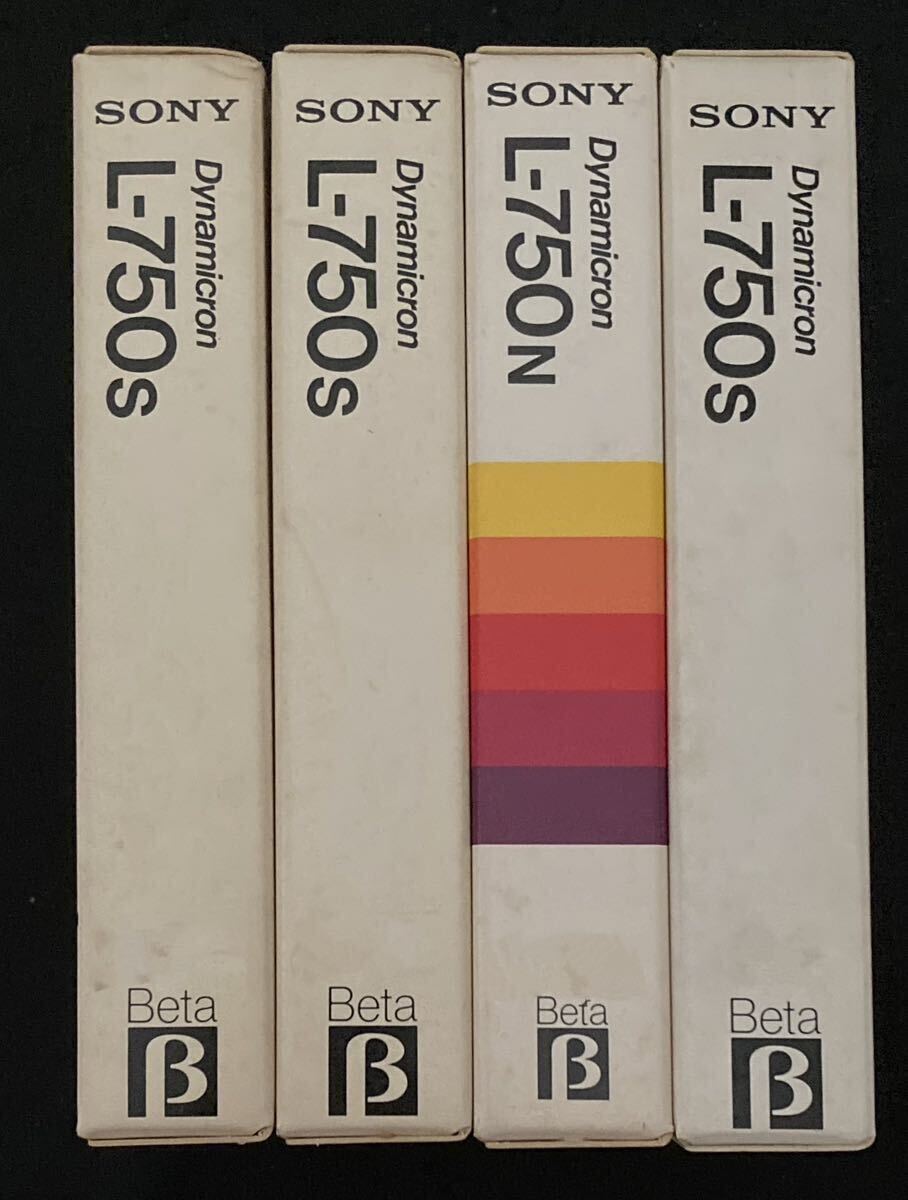 SONY
Dynamicron
L-750s
Beta
β
SONY
Dynamicron
L-750s
Beta
β
SONY
Dynamicron
L-750N
Beta
β
SONY
Dynamicron
L-750s
Beta
β